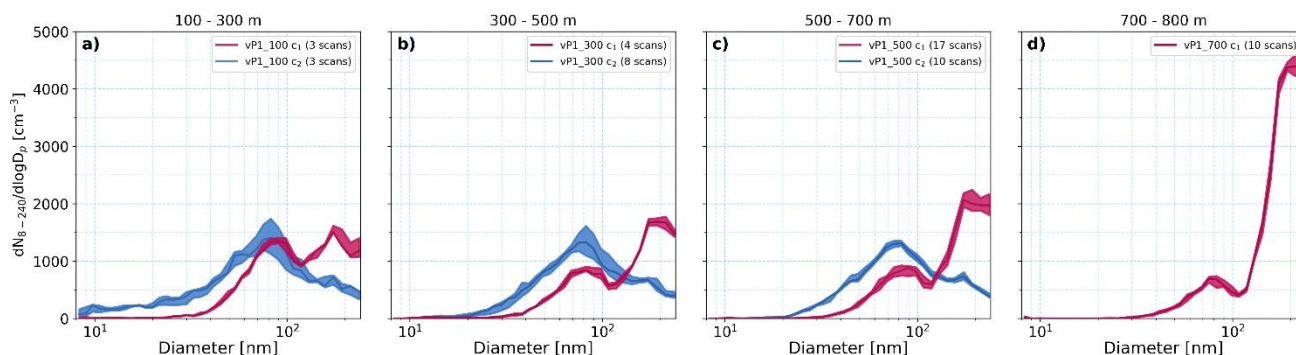 100 - 300 m
300 - 500 m
500 - 700 m
700 - 800 m
a)
vP1_100 c₁ (3 scans)
vP1_100 c₂ (3 scans)
b)
vP1_300 c₁ (4 scans)
vP1_300 c₂ (8 scans)
c)
vP1_500 c₁ (17 scans)
vP1_500 c₂ (10 scans)
d)
vP1_700 c₁ (10 scans)
dN₈₋₂₄₀/dlogDₚ [cm⁻³]
5000
4000
3000
2000
1000
0
10¹
10²
10¹
10²
10¹
10²
10¹
10²
Diameter [nm]
Diameter [nm]
Diameter [nm]
Diameter [nm]